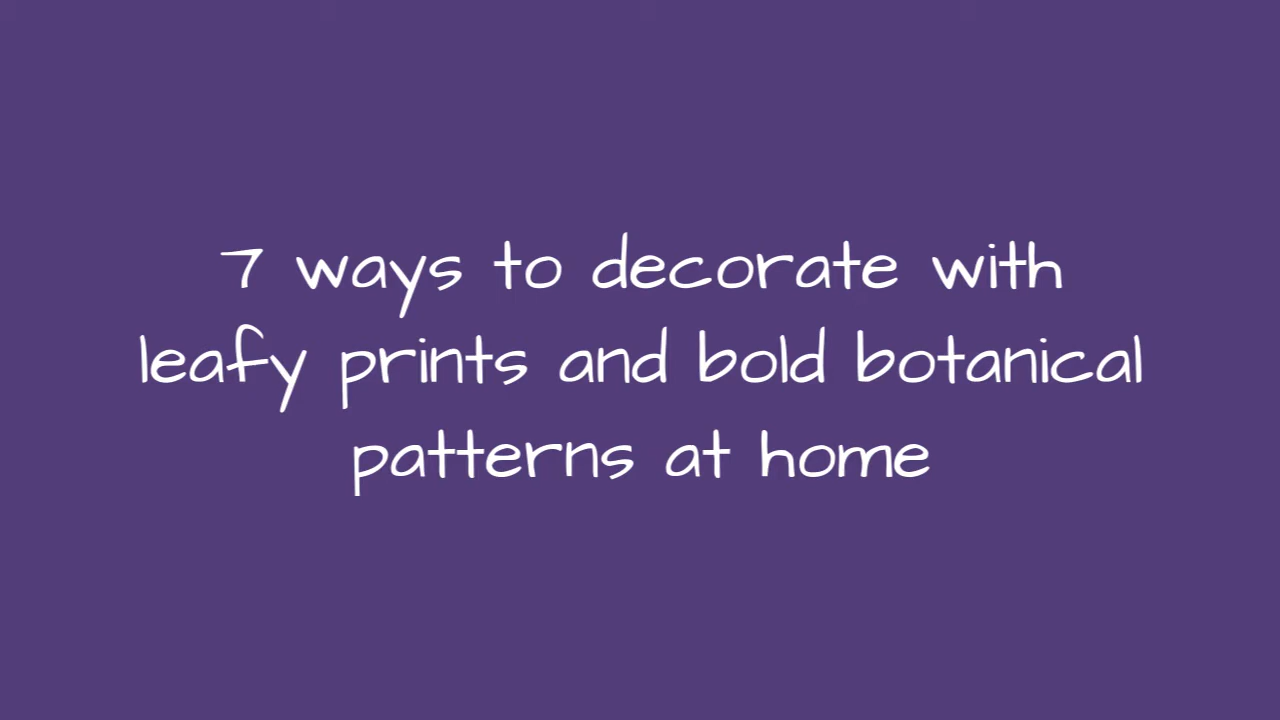 7 ways to decorate with
leafy prints and bold botanical
patterns at home